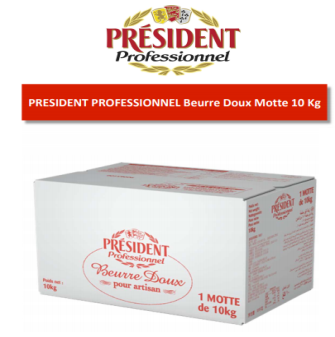 PRÉSIDENT
Professionnel
PRESIDENT PROFESSIONNEL Beurre Doux Motte 10 Kg
PRÉSIDENT
Professionnel
Beurre Doux
pour artisan
Poids net :
10kg
1 MOTTE
de 10kg
1 MOTTE
de 10kg